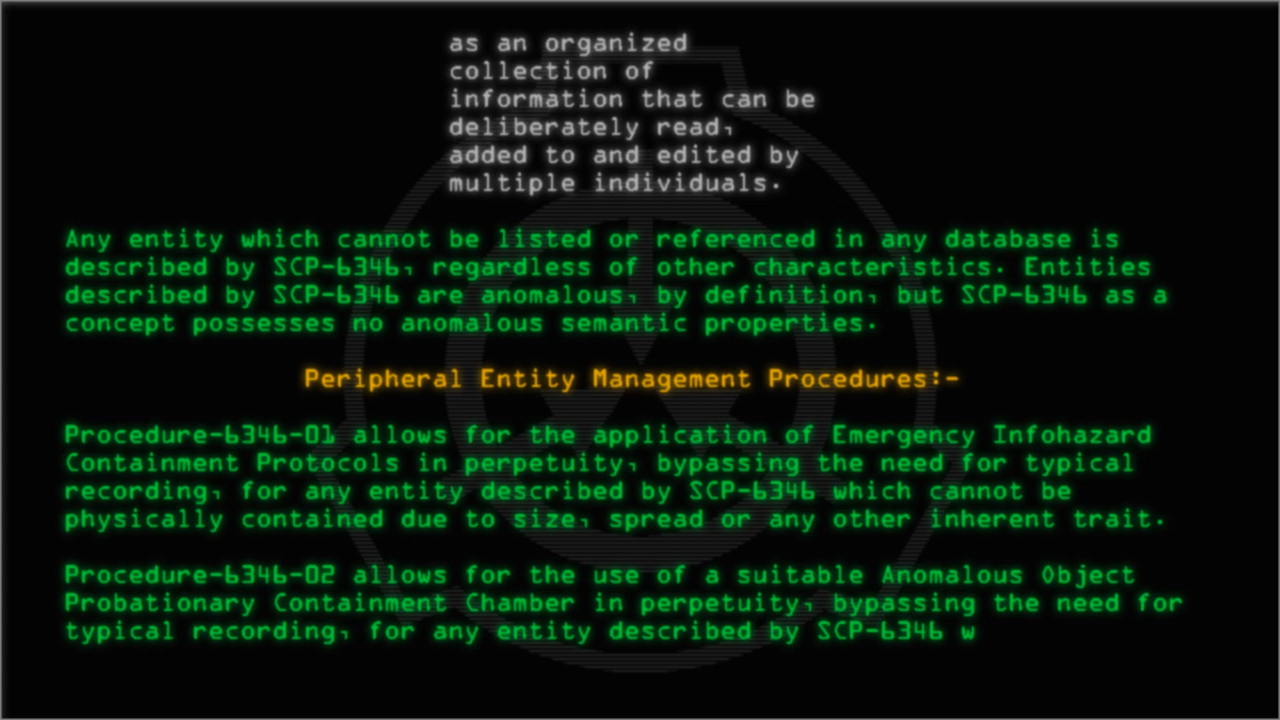 as an organized
collection of
information that can be
deliberately read,
added to and edited by
multiple individuals.
Any entity which cannot be listed or referenced in any database is
described by SCP-6346, regardless of other characteristics. Entities
described by SCP-6346 are anomalous, by definition, but SCP-6346 as a
concept possesses no anomalous semantic properties.
Peripheral Entity Management Procedures:-
Procedure-6346-01 allows for the application of Emergency Infohazard
Containment Protocols in perpetuity, bypassing the need for typical
recording, for any entity described by SCP-6346 which cannot be
physically contained due to size, spread or any other inherent trait.
Procedure-6346-02 allows for the use of a suitable Anomalous Object
Probationary Containment Chamber in perpetuity, bypassing the need for
typical recording, for any entity described by SCP-6346 w